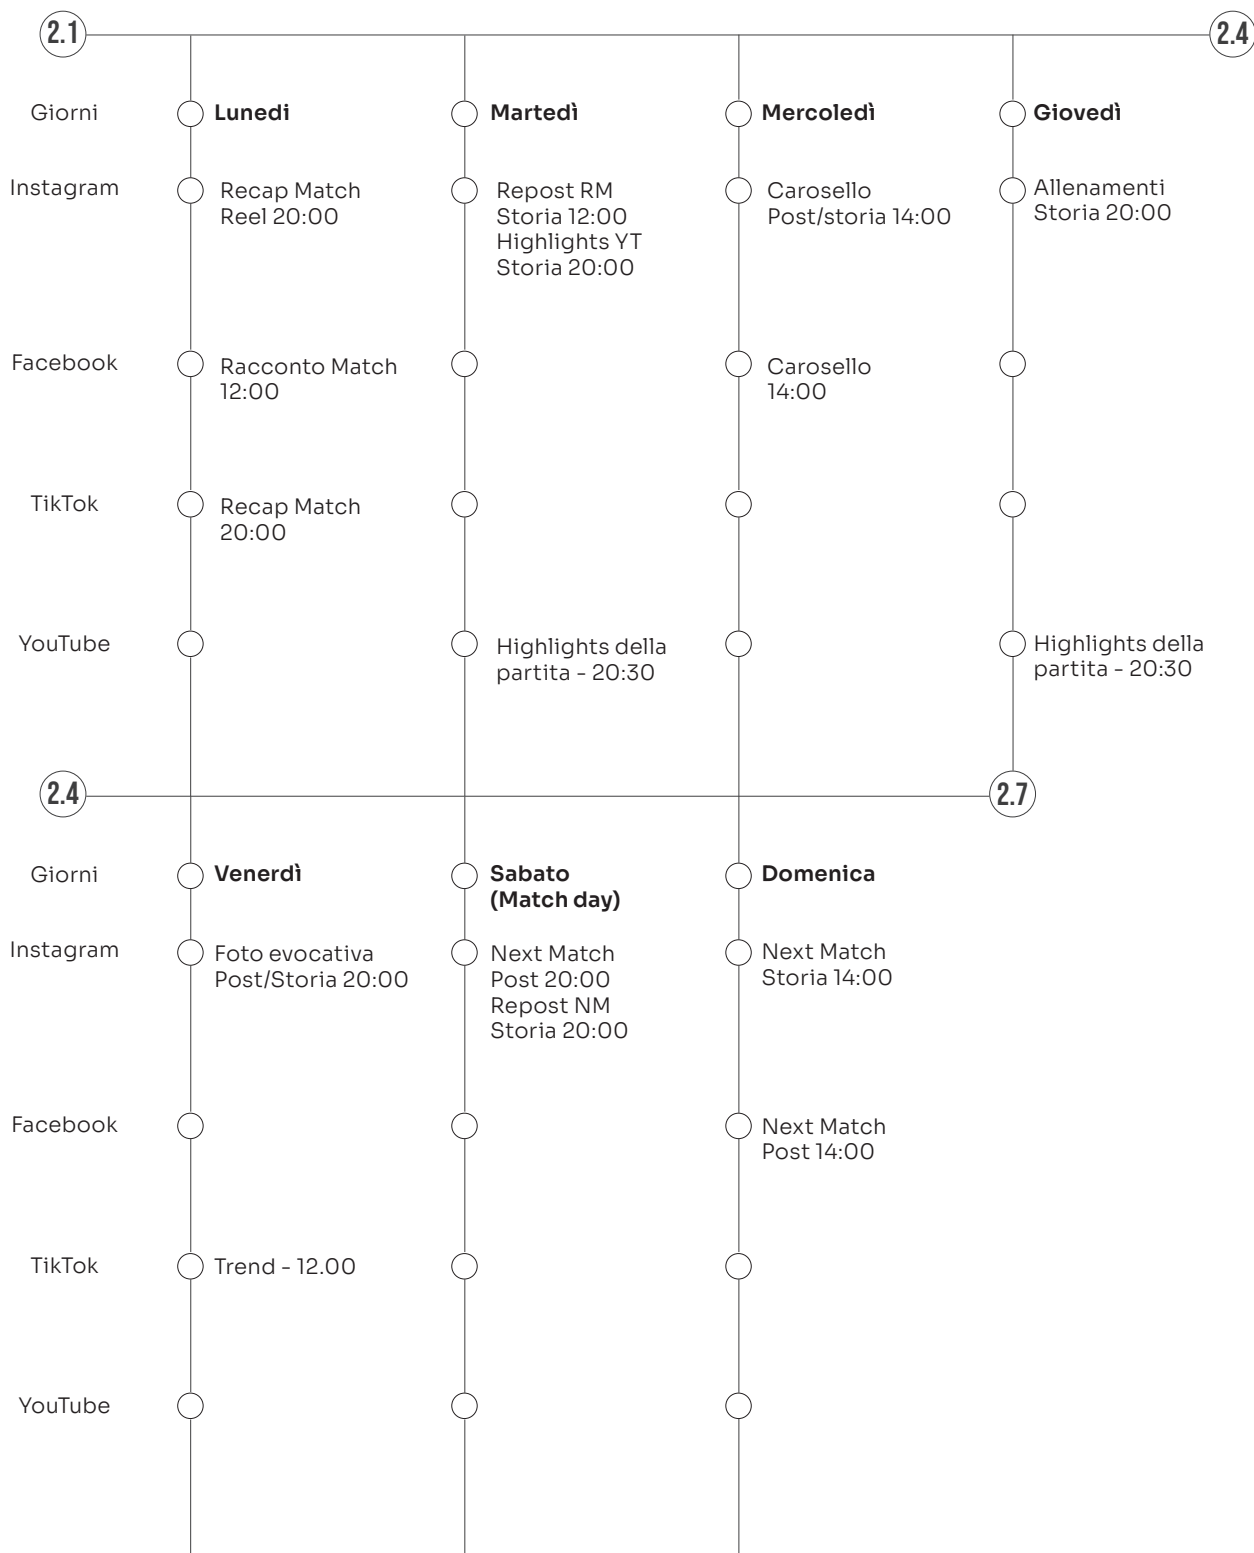 2.1
2.4
Giorni
Lunedi
Martedì
Mercoledì
Giovedì
Instagram
Recap Match
Reel 20:00
Repost RM
Storia 12:00
Highlights YT
Storia 20:00
Carosello
Post/storia 14:00
Allenamenti
Storia 20:00
Facebook
Racconto Match
12:00
Carosello
14:00
TikTok
Recap Match
20:00
YouTube
Highlights della
partita - 20:30
Highlights della
partita - 20:30
2.4
2.7
Giorni
Venerdì
Sabato
(Match day)
Domenica
Instagram
Foto evocativa
Post/Storia 20:00
Next Match
Post 20:00
Repost NM
Storia 20:00
Next Match
Storia 14:00
Facebook
Next Match
Post 14:00
TikTok
Trend - 12.00
YouTube